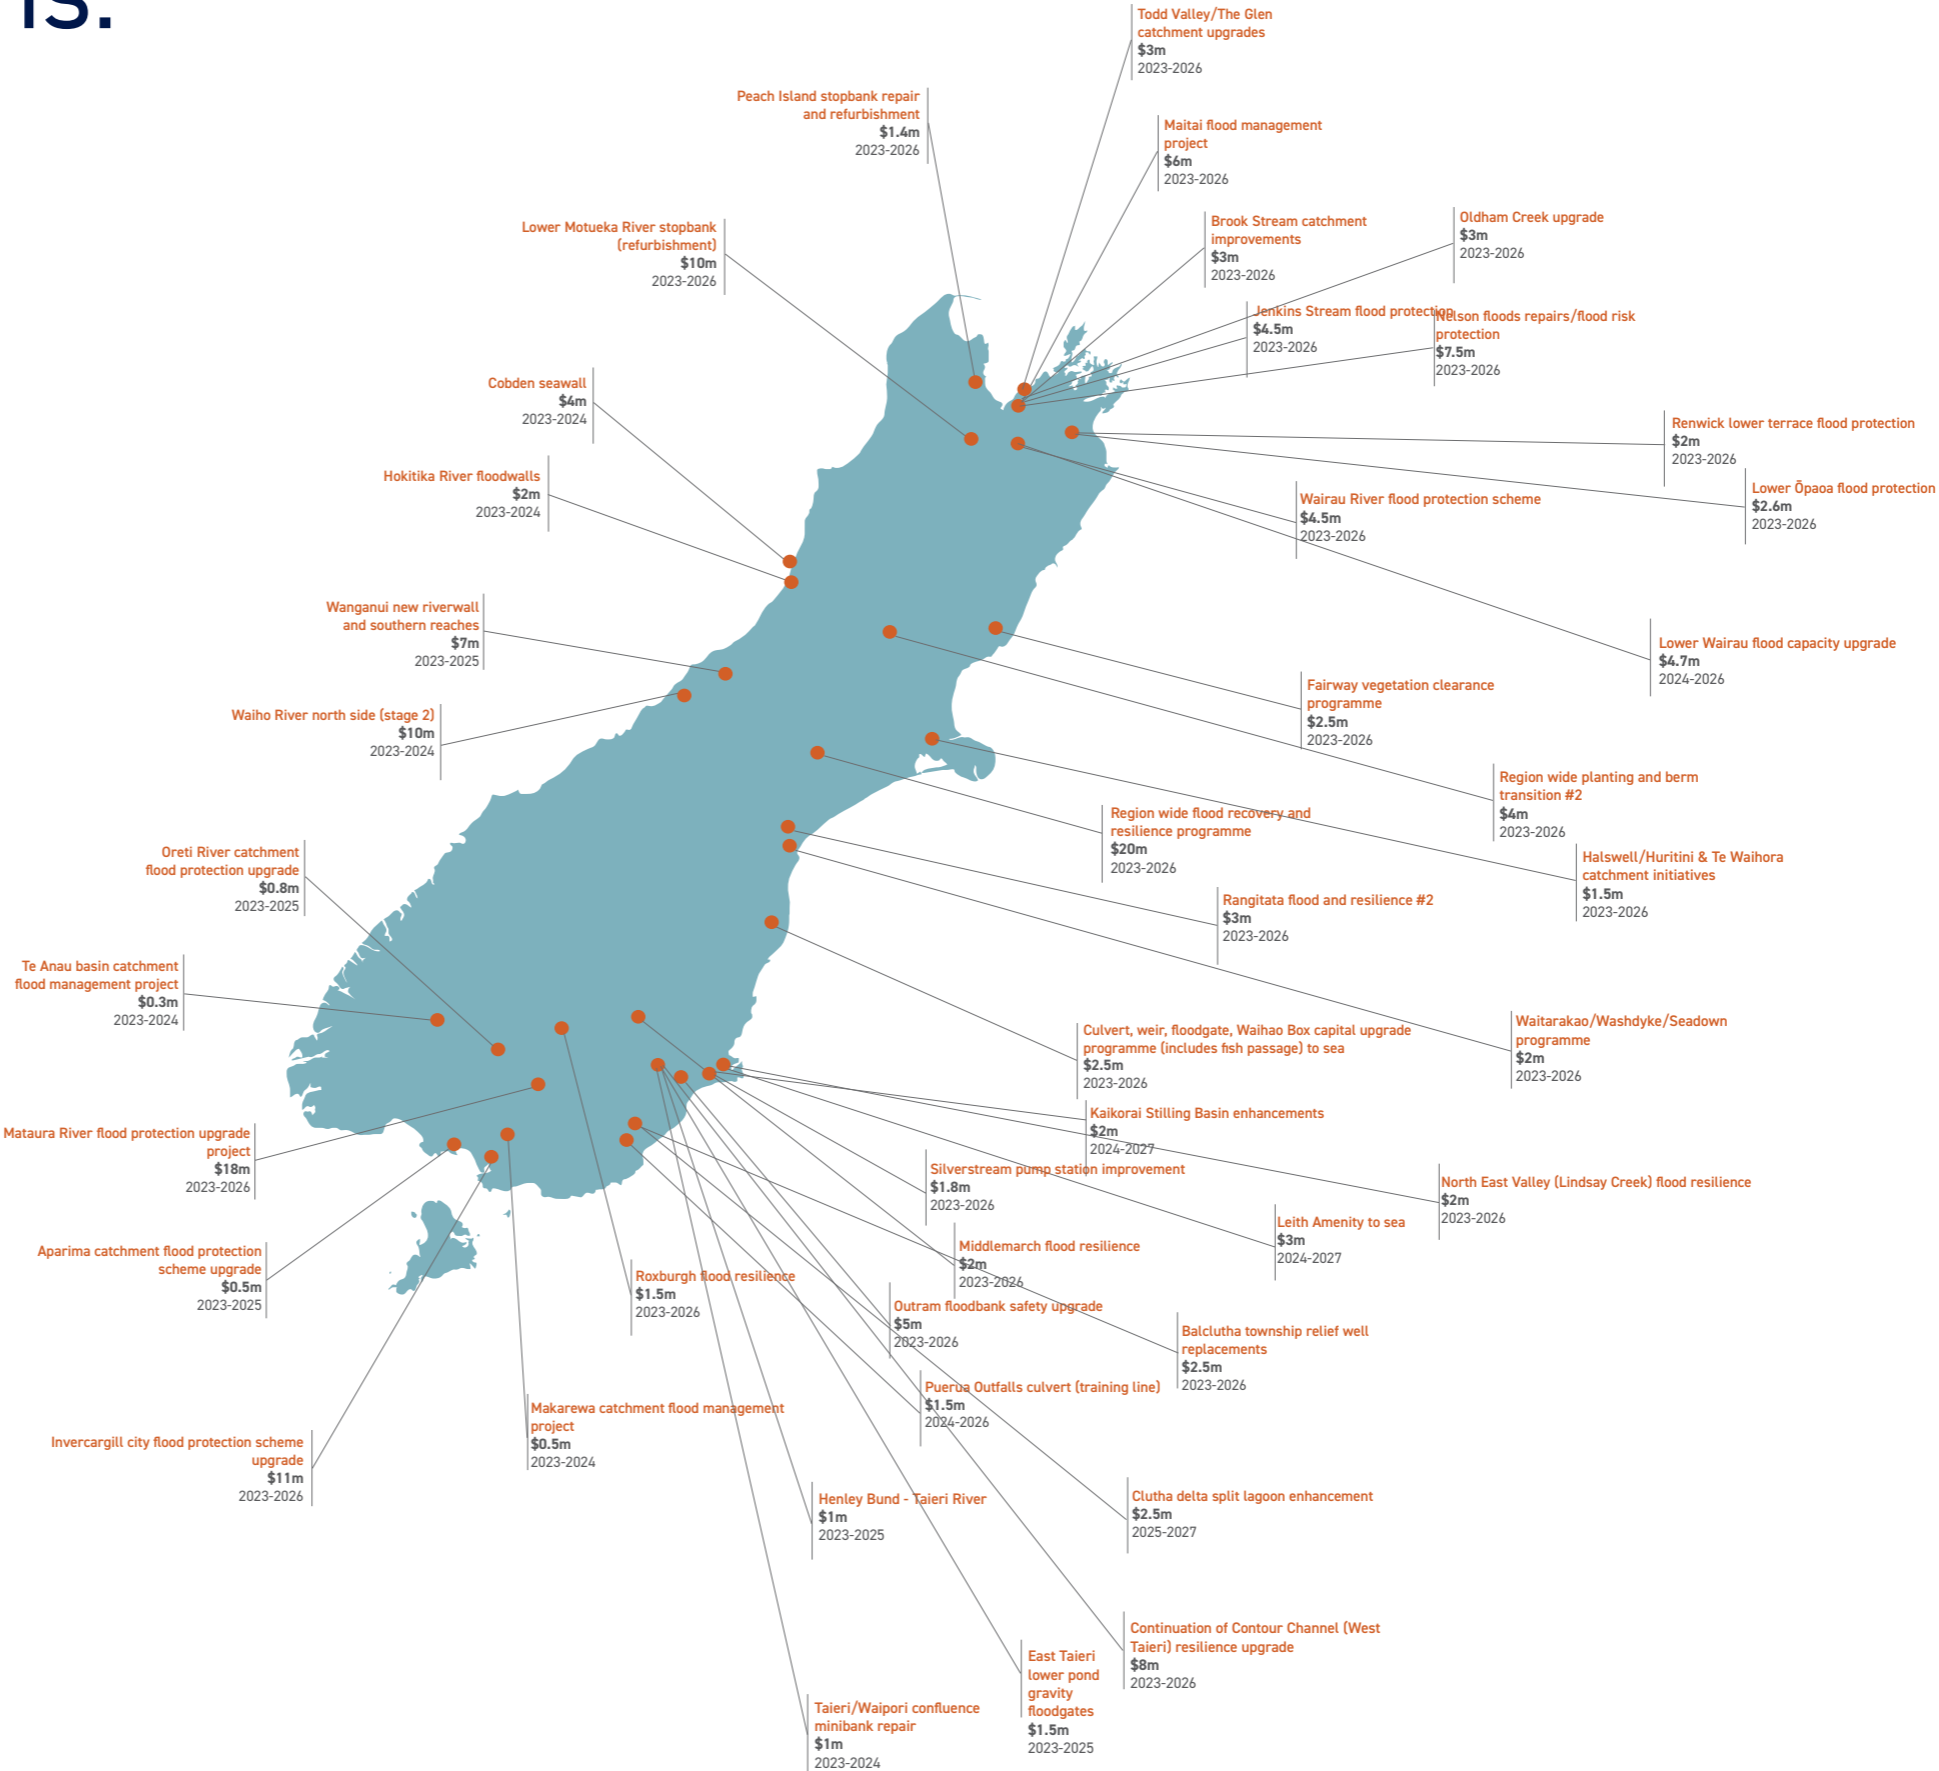 is.
Todd Valley/The Glen
catchment upgrades
$3m
2023-2026
Peach Island stopbank repair
and refurbishment
$1.4m
2023-2026
Maitai flood management
project
$6m
2023-2026
Lower Motueka River stopbank
(refurbishment)
$10m
2023-2026
Brook Stream catchment
improvements
$3m
2023-2026
Oldham Creek upgrade
$3m
2023-2026
Jenkins Stream flood protection
$4.5m
2023-2026
Nelson floods repairs/flood risk
protection
$7.5m
2023-2026
Cobden seawall
$4m
2023-2024
Renwick lower terrace flood protection
$2m
2023-2026
Hokitika River floodwalls
$2m
2023-2024
Wairau River flood protection scheme
$4.5m
2023-2026
Lower Ōpaoa flood protection
$2.6m
2023-2026
Wanganui new riverwall
and southern reaches
$7m
2023-2025
Lower Wairau flood capacity upgrade
$4.7m
2024-2026
Fairway vegetation clearance
programme
$2.5m
2023-2026
Waiho River north side (stage 2)
$10m
2023-2024
Region wide planting and berm
transition #2
$4m
2023-2026
Region wide flood recovery and
resilience programme
$20m
2023-2026
Oreti River catchment
flood protection upgrade
$0.8m
2023-2025
Halswell/Huritini & Te Waihora
catchment initiatives
$1.5m
2023-2026
Rangitata flood and resilience #2
$3m
2023-2026
Te Anau basin catchment
flood management project
$0.3m
2023-2024
Waitarakao/Washdyke/Seadown
programme
$2m
2023-2026
Culvert, weir, floodgate, Waihao Box capital upgrade
programme (includes fish passage) to sea
$2.5m
2023-2026
Kaikorai Stilling Basin enhancements
$2m
2024-2027
Mataura River flood protection upgrade
project
$18m
2023-2026
Silverstream pump station improvement
$1.8m
2023-2026
North East Valley (Lindsay Creek) flood resilience
$2m
2023-2026
Leith Amenity to sea
$3m
2024-2027
Aparima catchment flood protection
scheme upgrade
$0.5m
2023-2025
Middlemarch flood resilience
$2m
2023-2026
Roxburgh flood resilience
$1.5m
2023-2026
Outram floodbank safety upgrade
$5m
2023-2026
Balclutha township relief well
replacements
$2.5m
2023-2026
Puerua Outfalls culvert (training line)
$1.5m
2024-2026
Makarewa catchment flood management
project
$0.5m
2023-2024
Invercargill city flood protection scheme
upgrade
$11m
2023-2026
Henley Bund - Taieri River
$1m
2023-2025
Clutha delta split lagoon enhancement
$2.5m
2025-2027
Continuation of Contour Channel (West
Taieri) resilience upgrade
$8m
2023-2026
East Taieri
lower pond
gravity
floodgates
$1.5m
2023-2025
Taieri/Waipori confluence
minibank repair
$1m
2023-2024